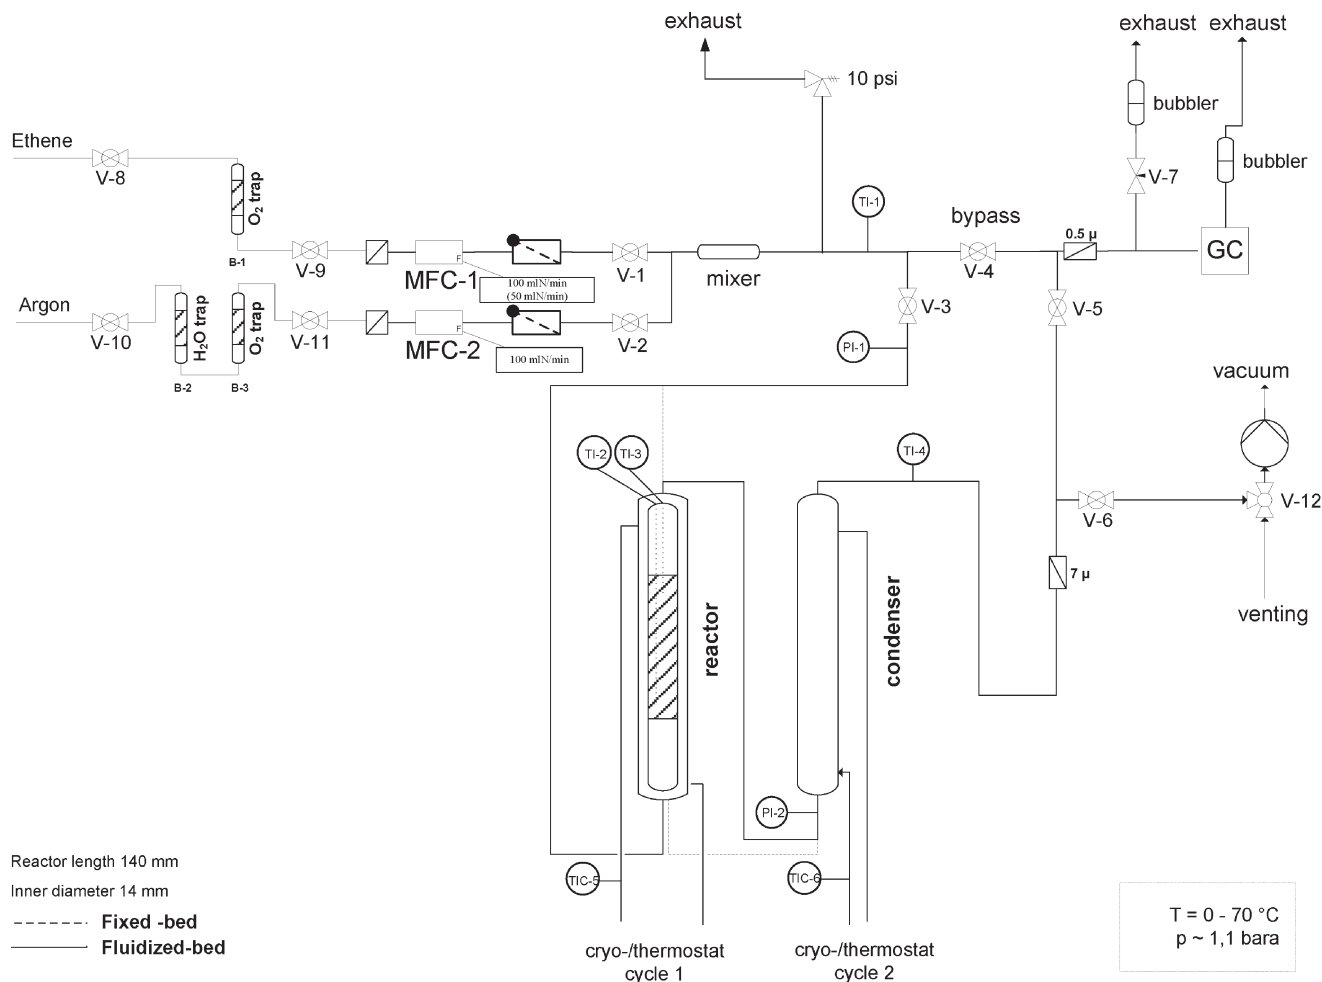 exhaust
10 psi
exhaust
exhaust
bubbler
bubbler
Ethene
V-8
O2 trap
B-1
V-9
MFC-1
F
100 mlN/min
(50 mlN/min)
V-1
mixer
TI-1
bypass
V-4
0.5 µ
V-7
GC
Argon
V-10
H2O trap
B-2
O2 trap
B-3
V-11
MFC-2
F
100 mlN/min
V-2
V-3
PI-1
V-5
vacuum
V-12
V-6
7 µ
venting
TI-2
TI-3
TI-4
reactor
condenser
PI-2
TIC-5
TIC-6
cryo-/thermostat
cycle 1
cryo-/thermostat
cycle 2
Reactor length 140 mm
Inner diameter 14 mm
Fixed -bed
Fluidized-bed
T = 0 - 70 °C
p ~ 1,1 bara